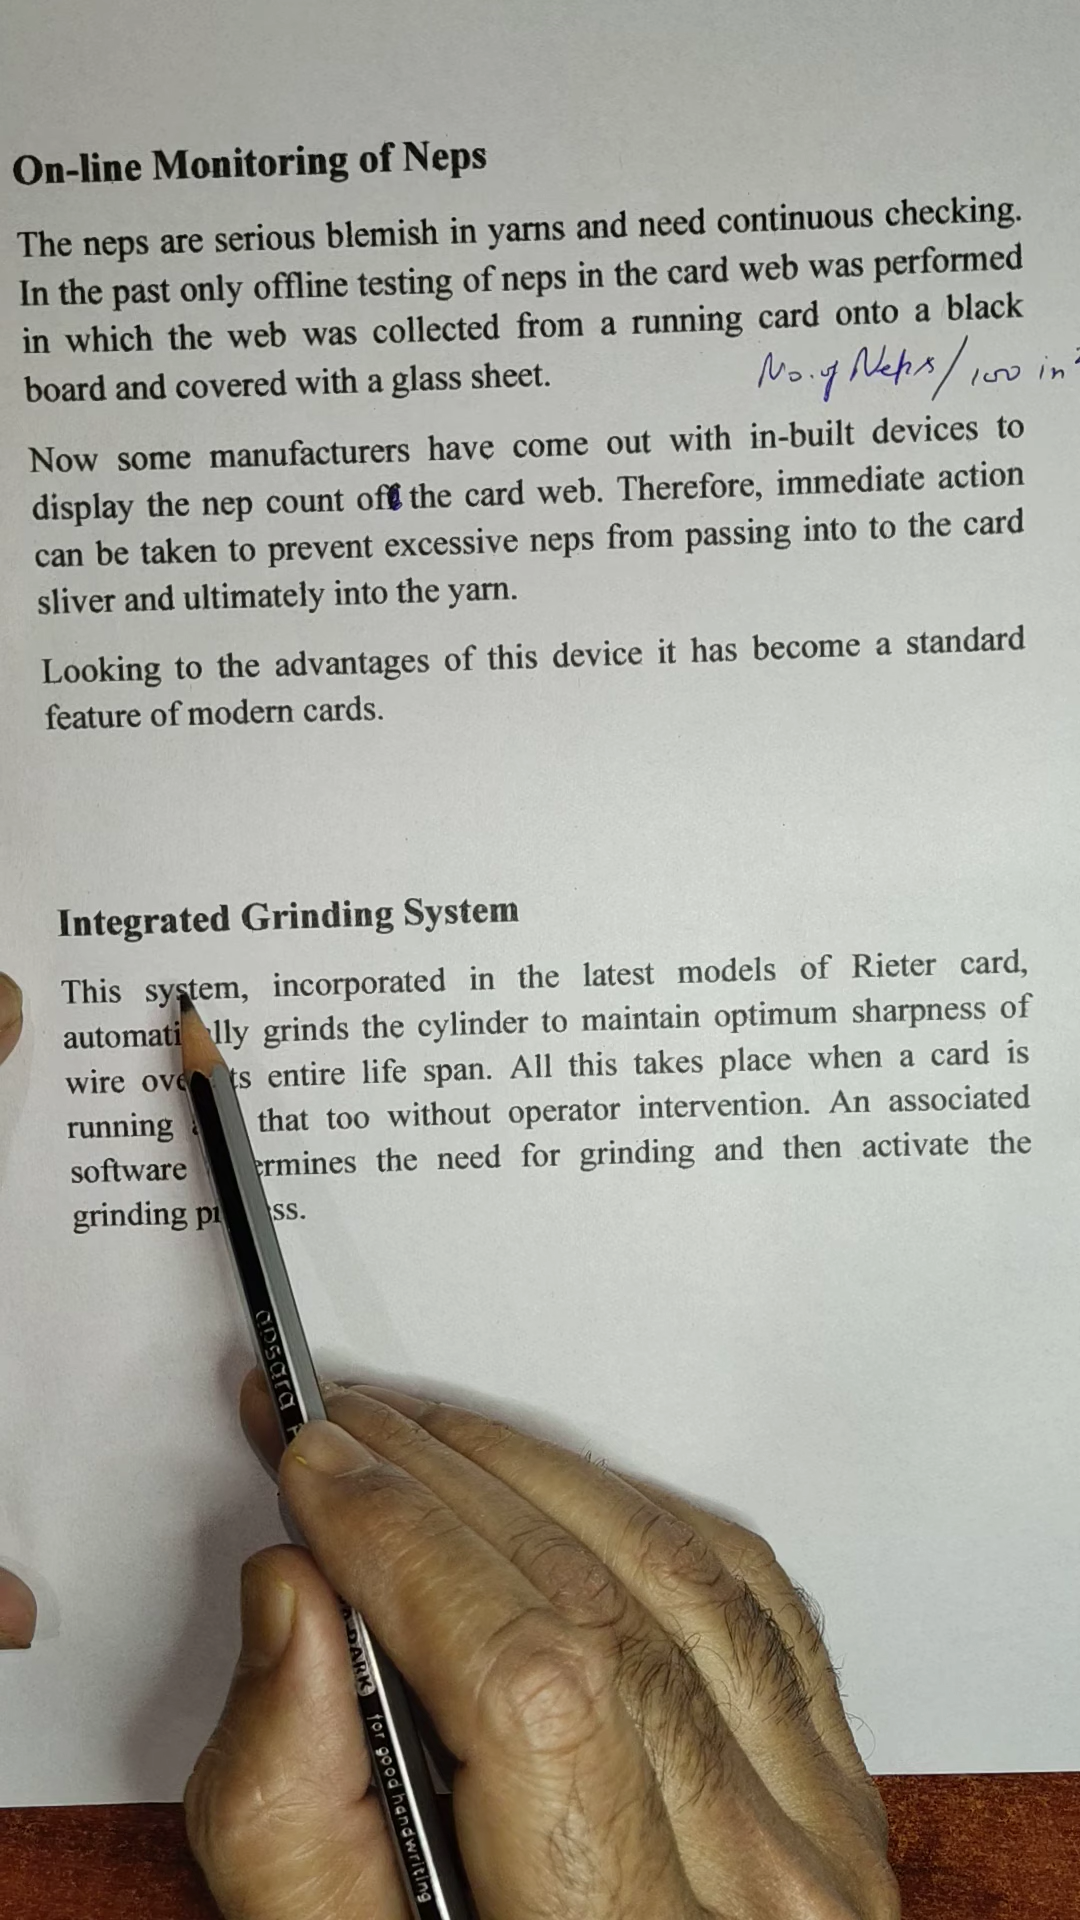 On-line Monitoring of Neps
The neps are serious blemish in yarns and need continuous checking.
In the past only offline testing of neps in the card web was performed
in which the web was collected from a running card onto a black
board and covered with a glass sheet.
No. of Neps / 100 in²
Now some manufacturers have come out with in-built devices to
display the nep count of the card web. Therefore, immediate action
can be taken to prevent excessive neps from passing into to the card
sliver and ultimately into the yarn.
Looking to the advantages of this device it has become a standard
feature of modern cards.
Integrated Grinding System
This system, incorporated in the latest models of Rieter card,
grinds the cylinder to maintain optimum sharpness of
wire entire life span. All this takes place when a card is
running that too without operator intervention. An associated
software the need for grinding and then activate the
grinding
apsara
DARK for good handwriting